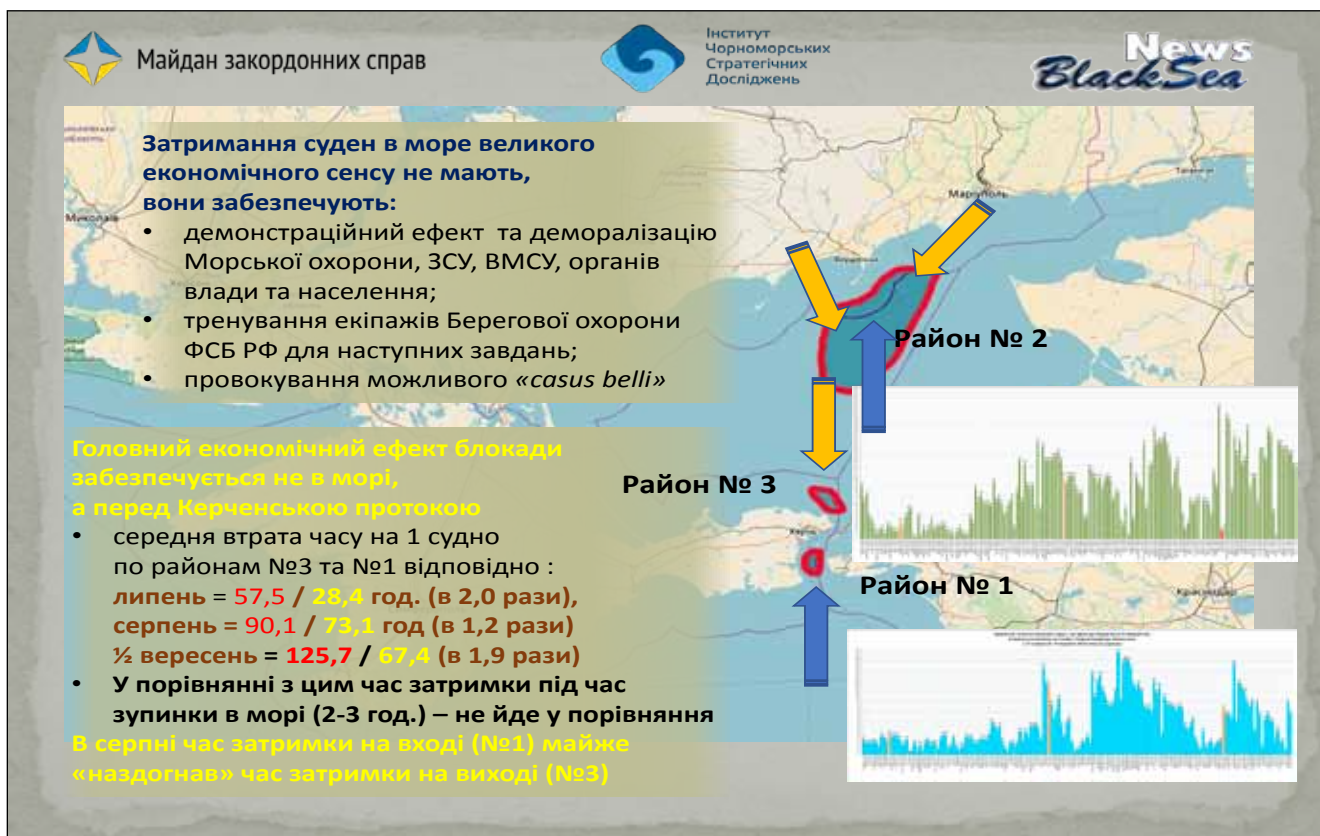 Майдан закордонних справ
Інститут
Чорноморських
Стратегічних
Досліджень
News
BlackSea
Затримання суден в море великого
економічного сенсу не мають,
вони забезпечують:
• демонстраційний ефект та деморалізацію
Морської охорони, ЗСУ, ВМСУ, органів
влади та населення;
• тренування екіпажів Берегової охорони
ФСБ РФ для наступних завдань;
• провокування можливого «casus belli»
Миколаїв
Маріуполь
Район № 2
Головний економічний ефект блокади
забезпечується не в морі,
а перед Керченською протокою
• середня втрата часу на 1 судно
по районам №3 та №1 відповідно :
липень = 57,5 / 28,4 год. (в 2,0 рази),
серпень = 90,1 / 73,1 год (в 1,2 рази)
½ вересень = 125,7 / 67,4 (в 1,9 рази)
• У порівнянні з цим час затримки під час
зупинки в морі (2-3 год.) – не йде у порівняння
В серпні час затримки на вході (№1) майже
«наздогнав» час затримки на виході (№3)
Район № 3
Район № 1
Краснодар